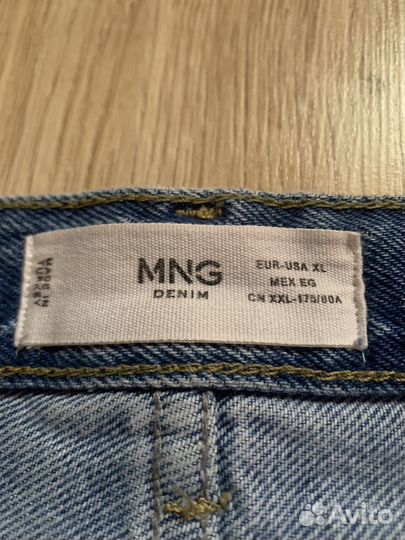 MNG
DENIM
EUR-USA XL
MEX EG
CN XXL-175/80A
Avito